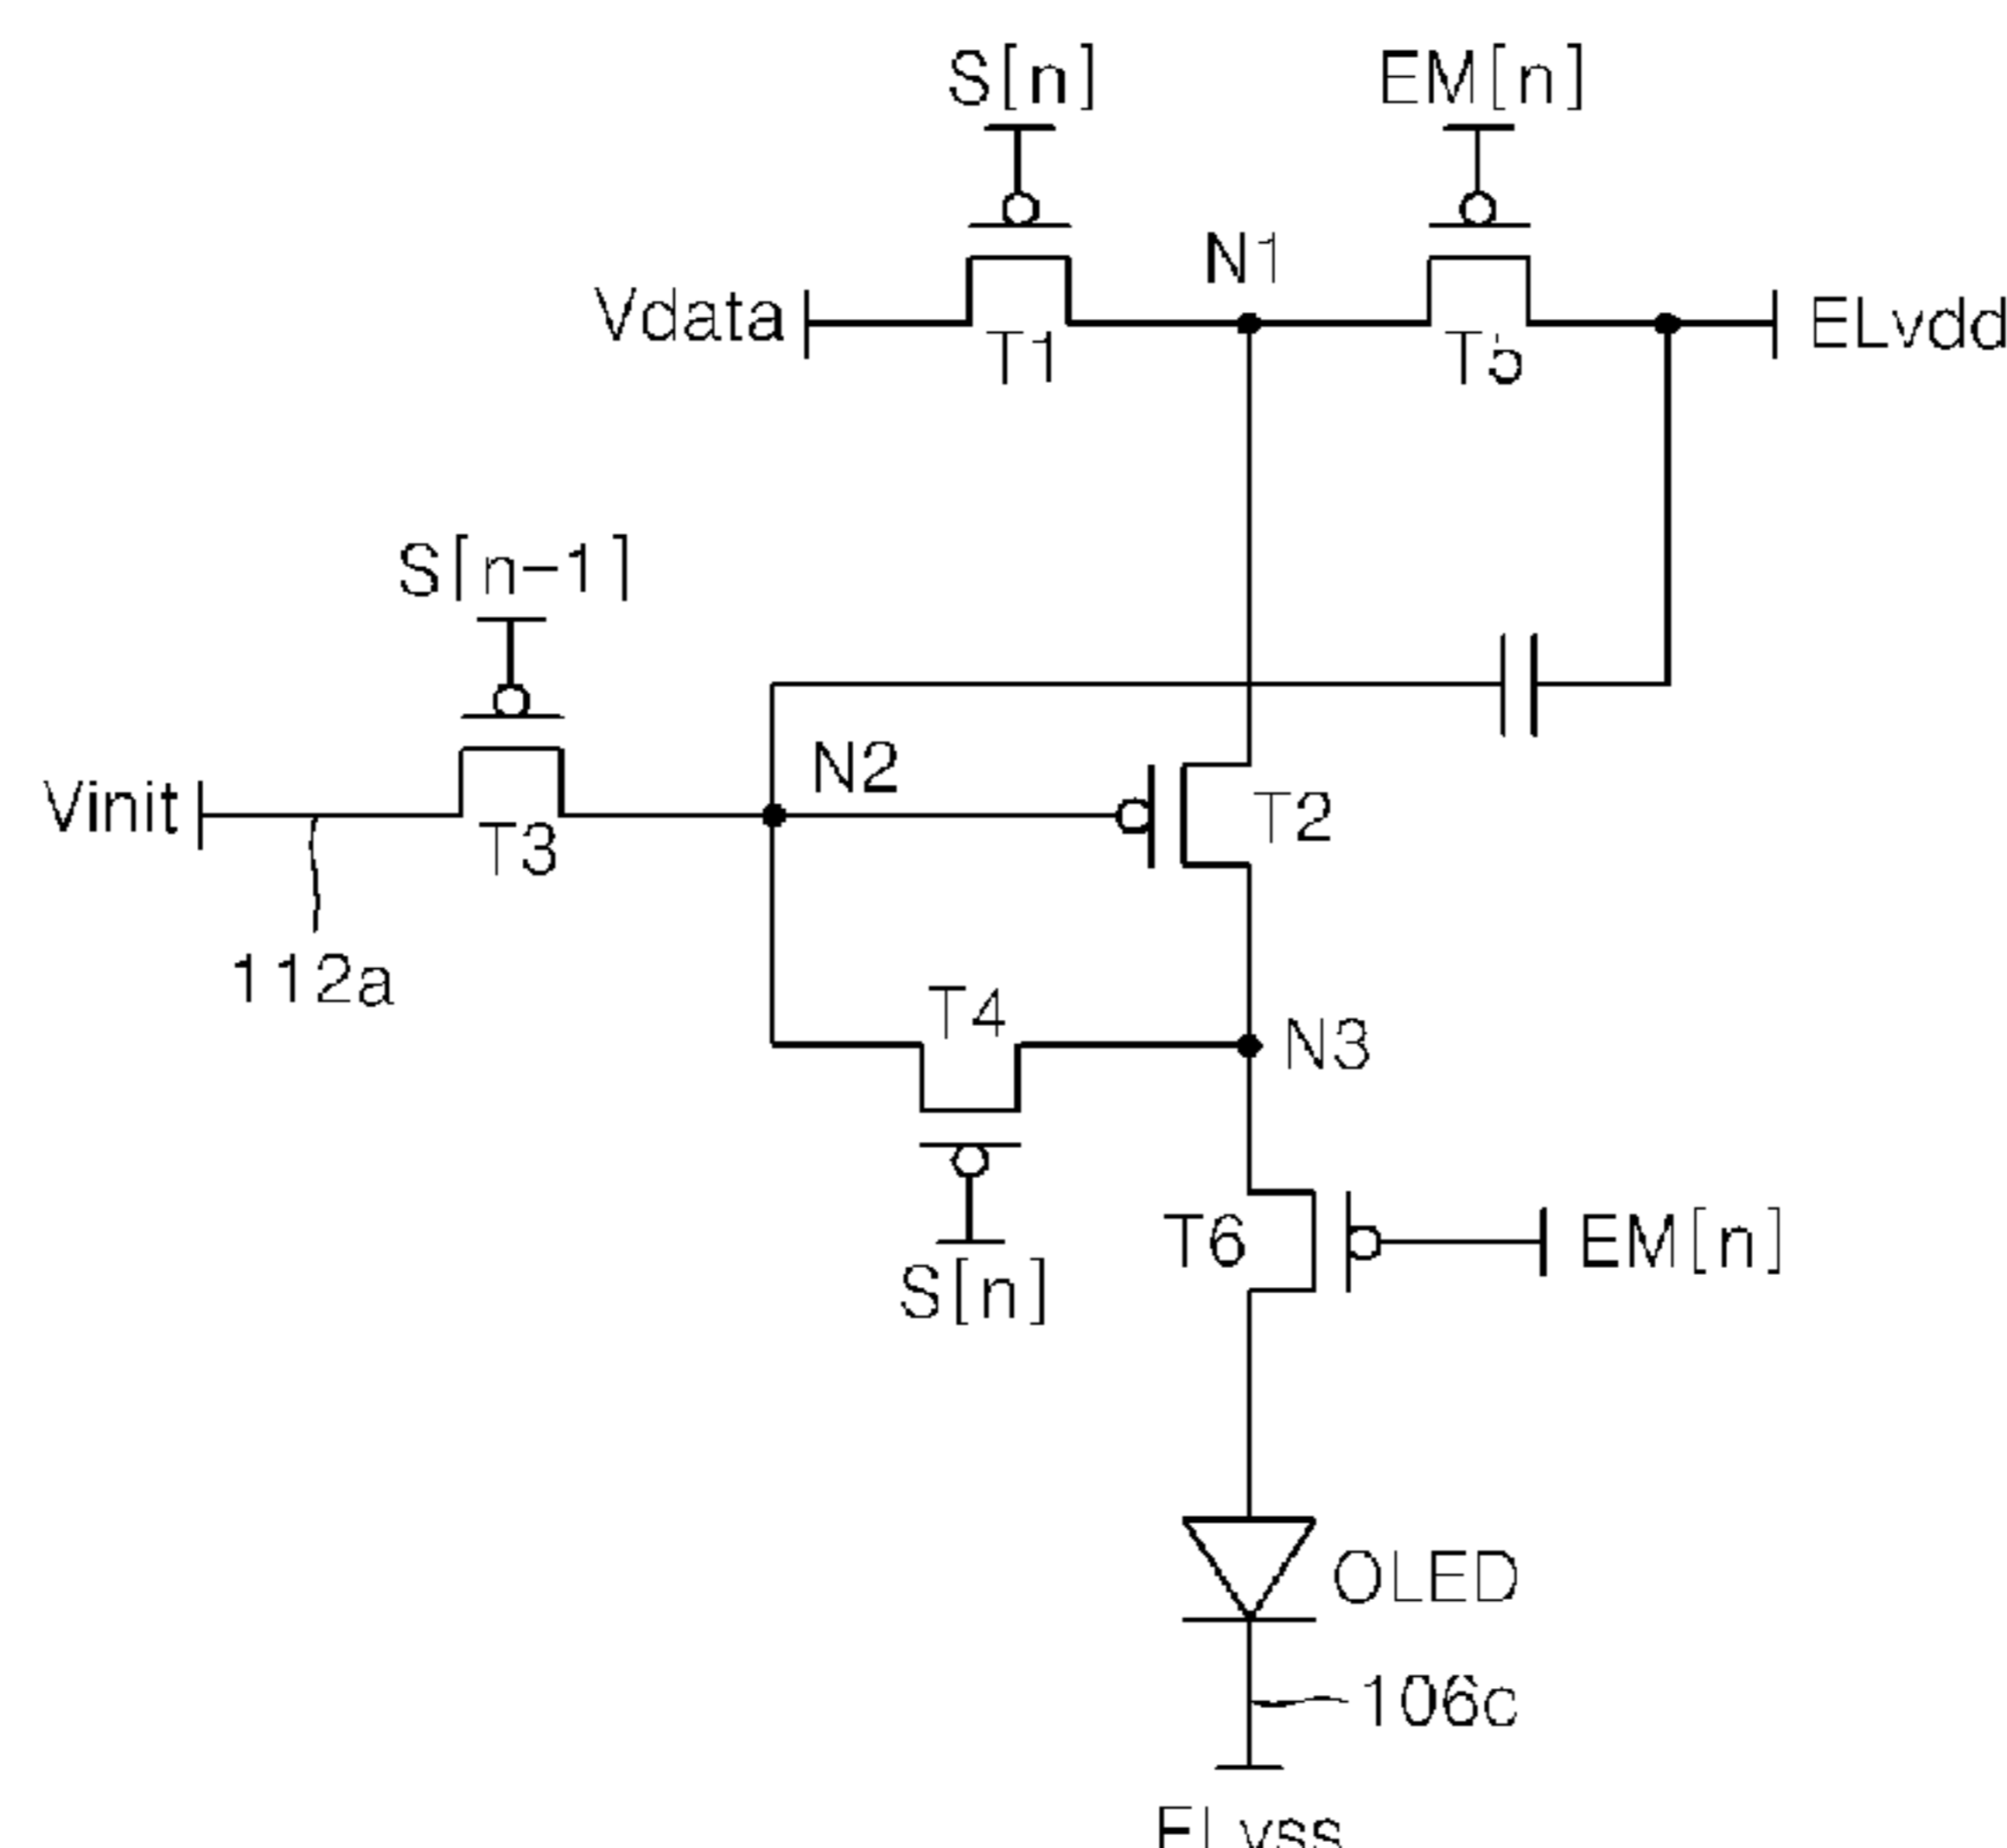 S[n]
EM[n]
N1
Vdata
T1
T5
ELvdd
S[n-1]
N2
Vinit
T2
T3
112a
T4
N3
T6
EM[n]
S[n]
OLED
106c
ELvss